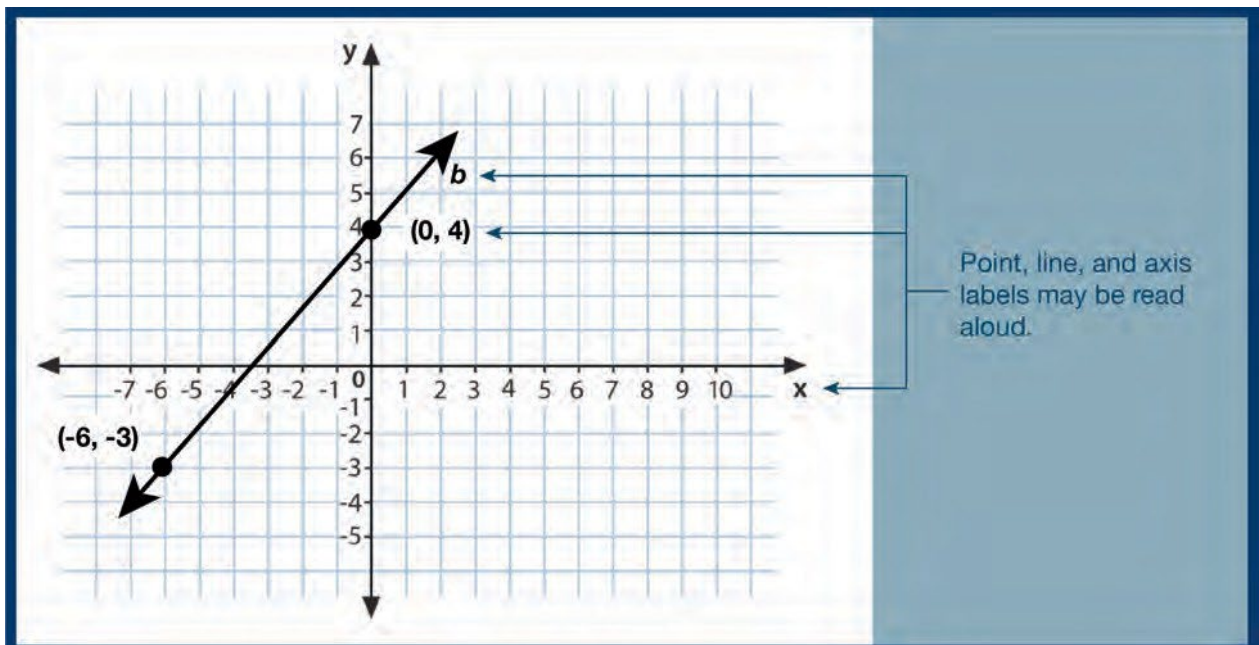 y
7
6
b
5
4
(0, 4)
3
2
1
-7 -6 -5 -4 -3 -2 -1 0 1 2 3 4 5 6 7 8 9 10 x
-1
(-6, -3)
-2
-3
-4
-5
Point, line, and axis
labels may be read
aloud.